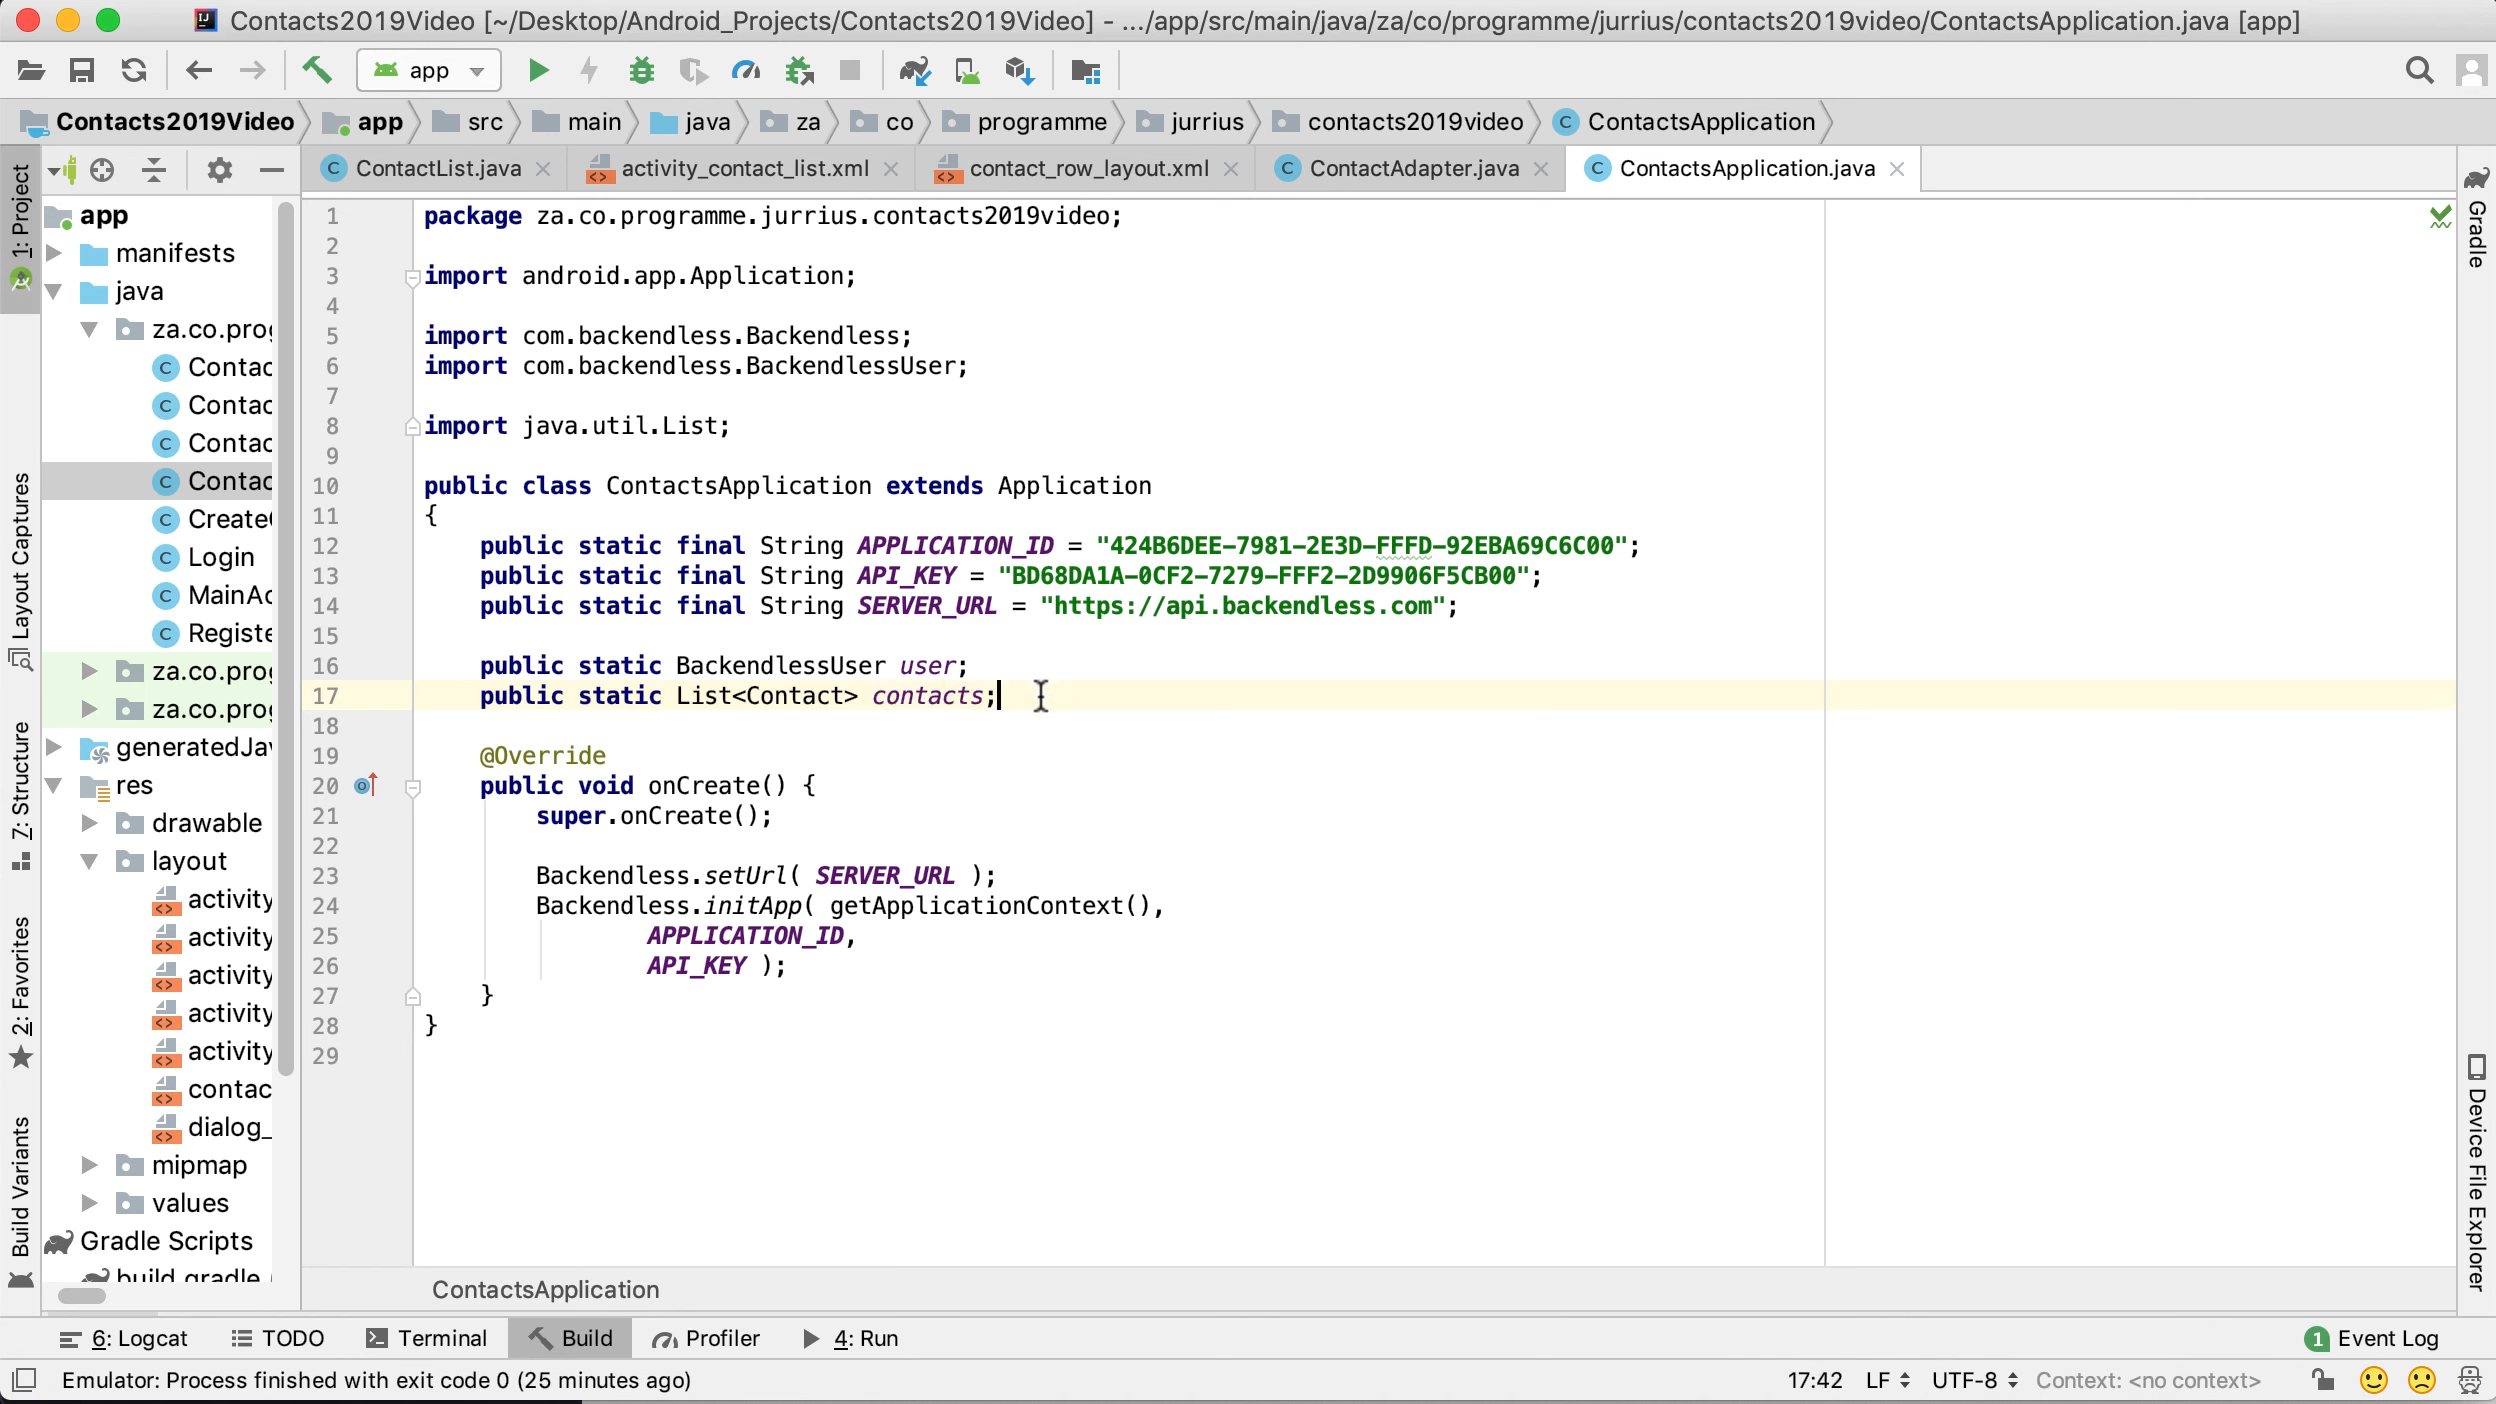 Contacts2019Video [~/Desktop/Android_Projects/Contacts2019Video] - .../app/src/main/java/za/co/programme/jurrius/contacts2019video/ContactsApplication.java [app]
app
Contacts2019Video app src main java za co programme jurrius contacts2019video ContactsApplication
ContactList.java activity_contact_list.xml contact_row_layout.xml ContactAdapter.java ContactsApplication.java
1: Project
Layout Captures
7: Structure
2: Favorites
Build Variants
app
manifests
java
za.co.prog
Contac
Contac
Contac
Contac
Create
Login
MainAc
Registe
za.co.prog
za.co.prog
generatedJav
res
drawable
layout
activity
activity
activity
activity
activity
contac
dialog_
mipmap
values
Gradle Scripts
build.gradle
1 package za.co.programme.jurrius.contacts2019video;
2
3 import android.app.Application;
4
5 import com.backendless.Backendless;
6 import com.backendless.BackendlessUser;
7
8 import java.util.List;
9
10 public class ContactsApplication extends Application
11 {
12 public static final String APPLICATION_ID = "424B6DEE-7981-2E3D-FFFD-92EBA69C6C00";
13 public static final String API_KEY = "BD68DA1A-0CF2-7279-FFF2-2D9906F5CB00";
14 public static final String SERVER_URL = "https://api.backendless.com";
15
16 public static BackendlessUser user;
17 public static List<Contact> contacts;
18
19 @Override
20 public void onCreate() {
21 super.onCreate();
22
23 Backendless.setUrl( SERVER_URL );
24 Backendless.initApp( getApplicationContext(),
25 APPLICATION_ID,
26 API_KEY );
27 }
28 }
29
ContactsApplication
Gradle
Device File Explorer
6: Logcat TODO Terminal Build Profiler 4: Run 1 Event Log
Emulator: Process finished with exit code 0 (25 minutes ago) 17:42 LF UTF-8 Context: <no context>